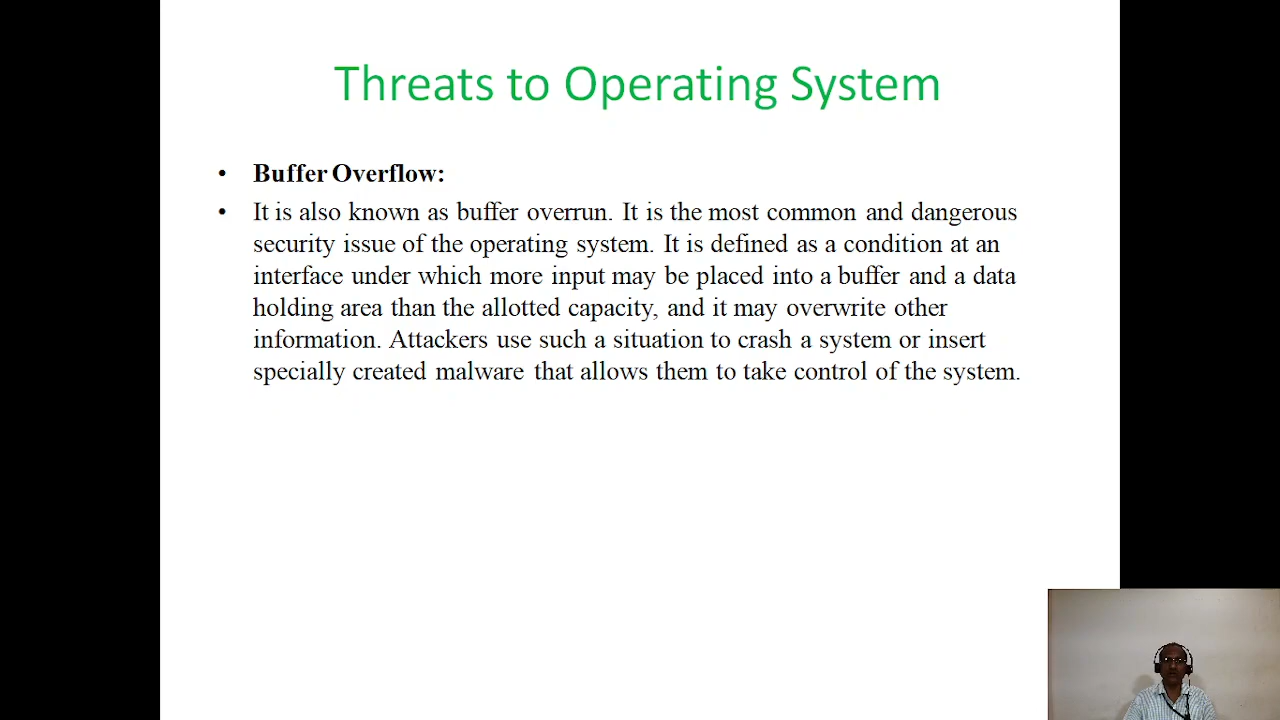 Threats to Operating System
• Buffer Overflow:
• It is also known as buffer overrun. It is the most common and dangerous
security issue of the operating system. It is defined as a condition at an
interface under which more input may be placed into a buffer and a data
holding area than the allotted capacity, and it may overwrite other
information. Attackers use such a situation to crash a system or insert
specially created malware that allows them to take control of the system.